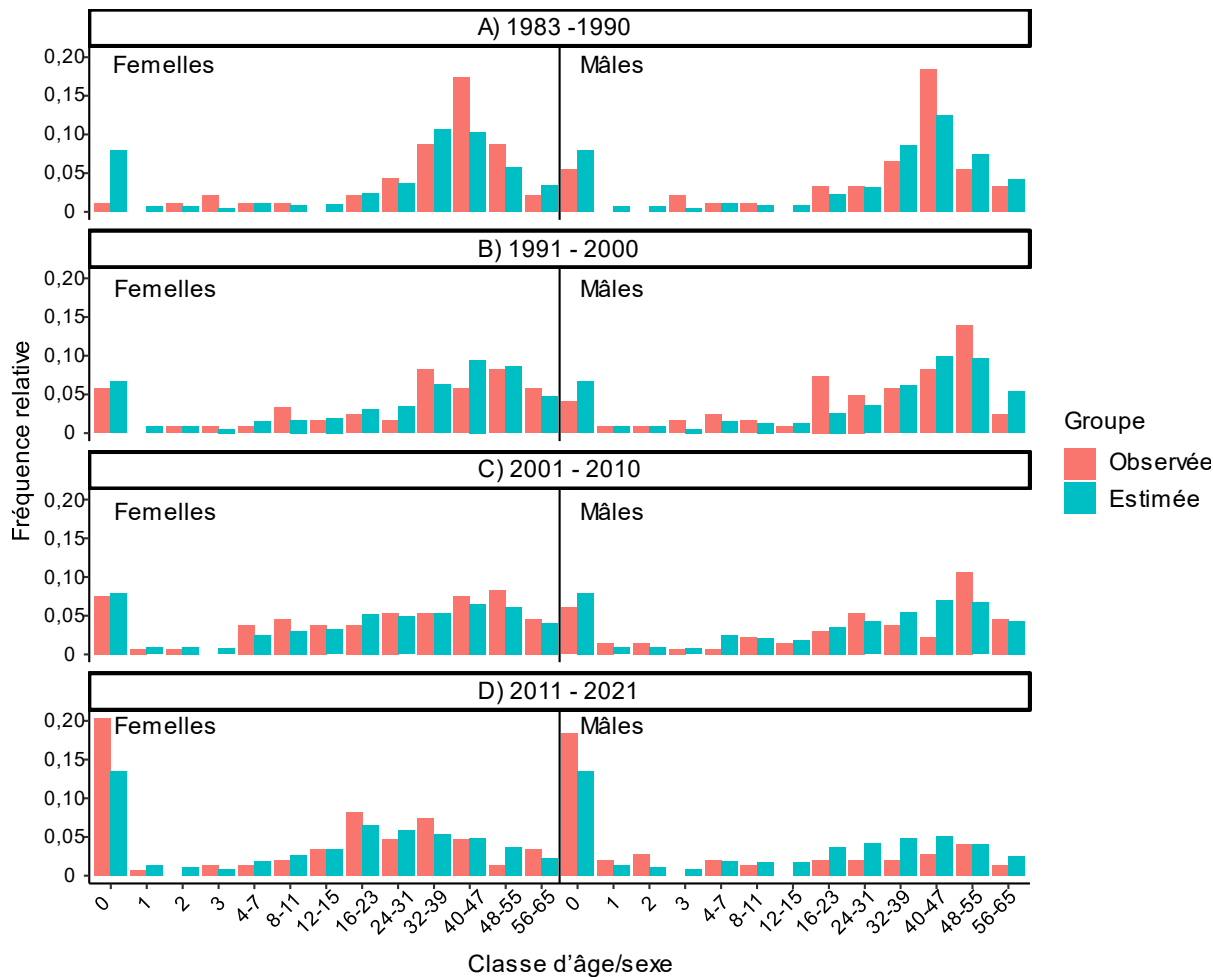 A) 1983 -1990
Femelles
Mâles
0,20
0,15
0,10
0,05
0
B) 1991 - 2000
Femelles
Mâles
0,20
0,15
0,10
0,05
0
C) 2001 - 2010
Femelles
Mâles
0,20
0,15
0,10
0,05
0
D) 2011 - 2021
Femelles
Mâles
0,20
0,15
0,10
0,05
0
0 1 2 3 4-7 8-11 12-15 16-23 24-31 32-39 40-47 48-55 56-65 0 1 2 3 4-7 8-11 12-15 16-23 24-31 32-39 40-47 48-55 56-65
Classe d'âge/sexe
Fréquence relative
Groupe
Observée
Estimée